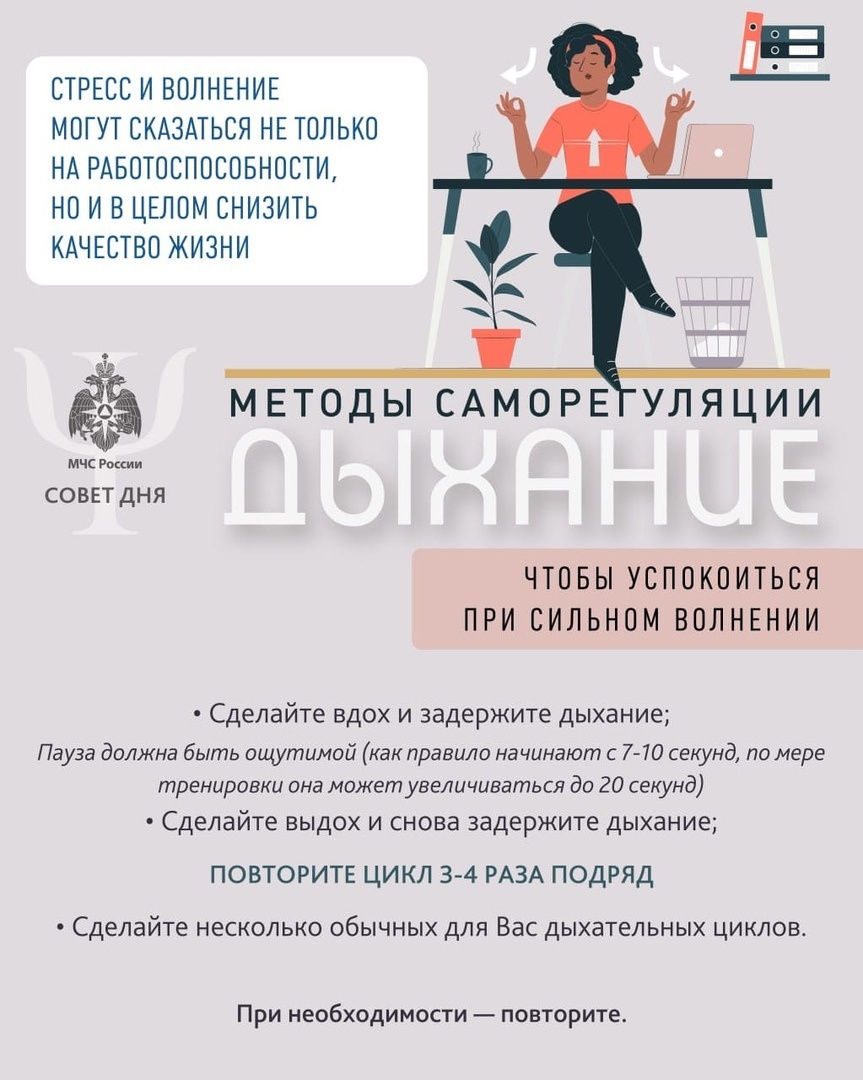 СТРЕСС И ВОЛНЕНИЕ
МОГУТ СКАЗАТЬСЯ НЕ ТОЛЬКО
НА РАБОТОСПОСОБНОСТИ,
НО И В ЦЕЛОМ СНИЗИТЬ
КАЧЕСТВО ЖИЗНИ
МЧС России
СОВЕТ ДНЯ
МЕТОДЫ САМОРЕГУЛЯЦИИ
ДЫХАНИЕ
ЧТОБЫ УСПОКОИТЬСЯ
ПРИ СИЛЬНОМ ВОЛНЕНИИ
• Сделайте вдох и задержите дыхание;
Пауза должна быть ощутимой (как правило начинают с 7-10 секунд, по мере
тренировки она может увеличиваться до 20 секунд)
• Сделайте выдох и снова задержите дыхание;
ПОВТОРИТЕ ЦИКЛ 3-4 РАЗА ПОДРЯД
• Сделайте несколько обычных для Вас дыхательных циклов.
При необходимости — повторите.